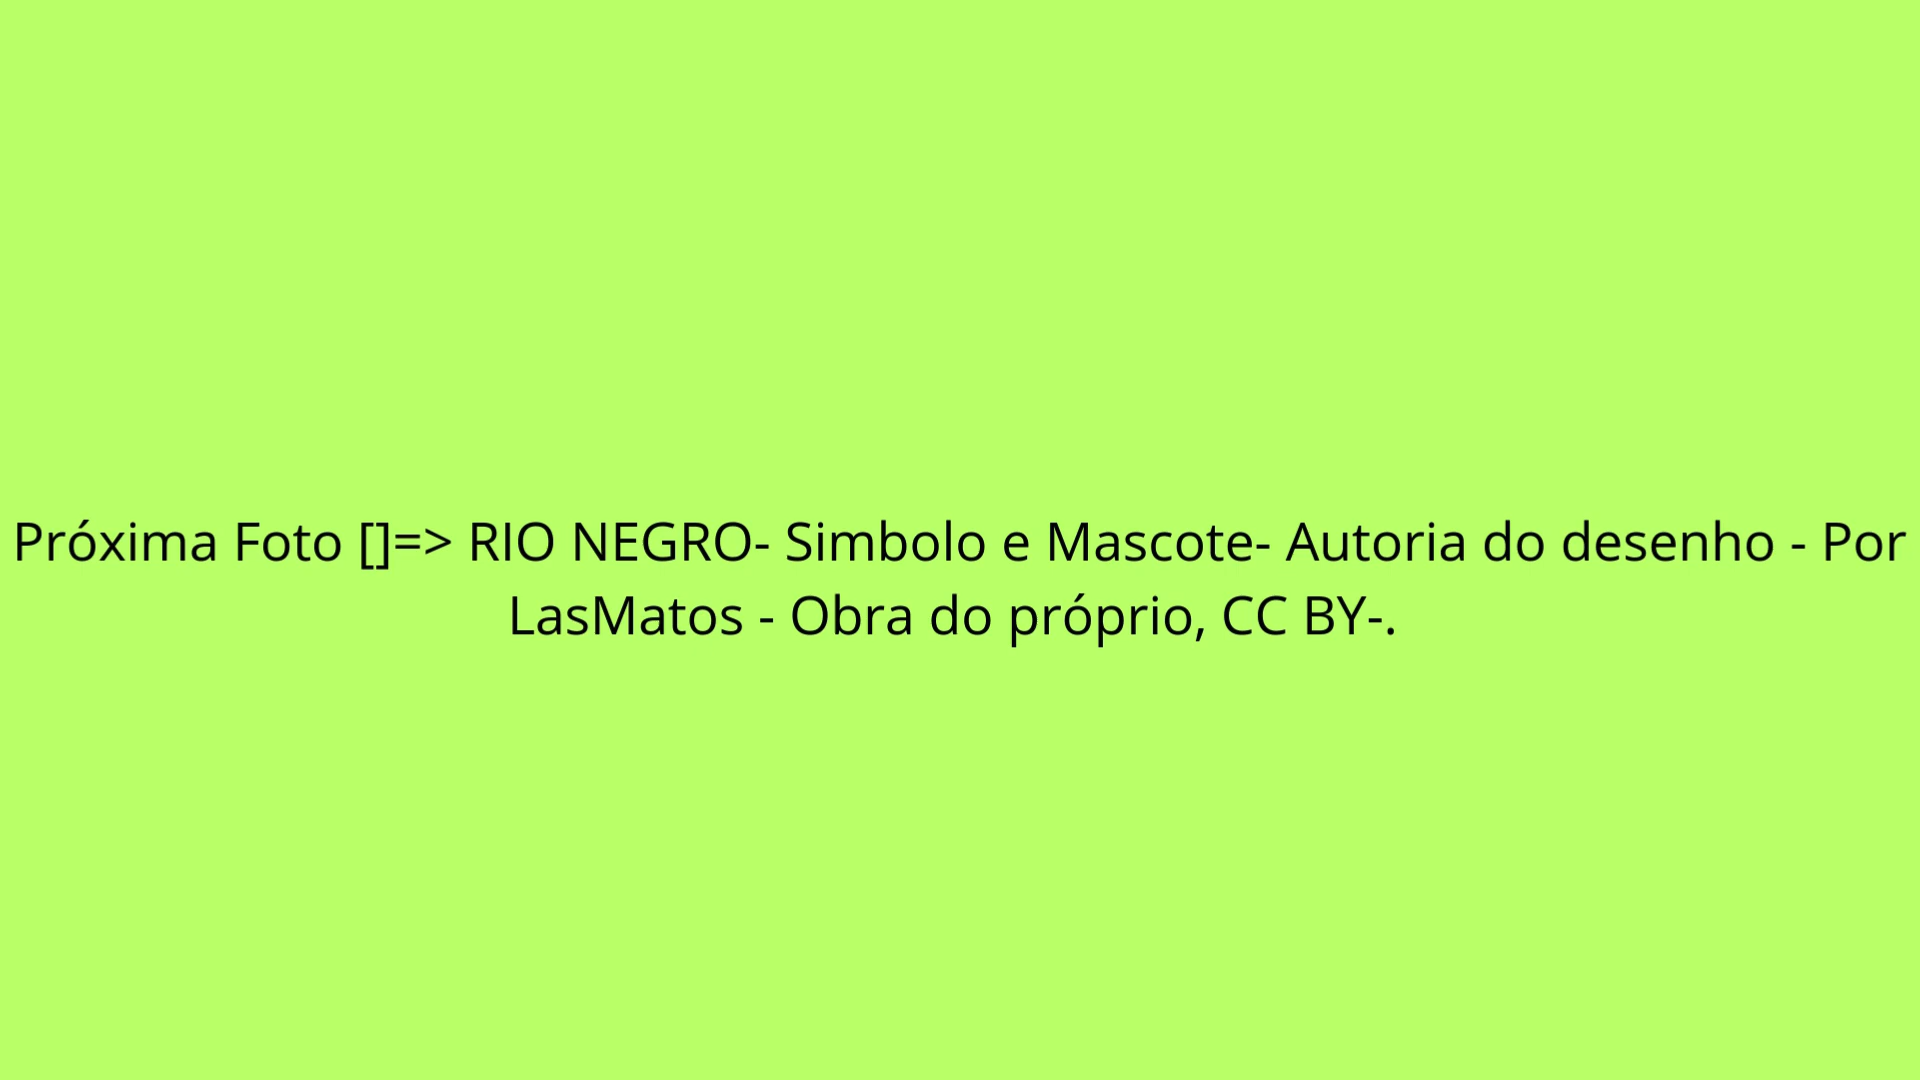 Próxima Foto []=> RIO NEGRO- Simbolo e Mascote- Autoria do desenho - Por
LasMatos - Obra do próprio, CC BY-.